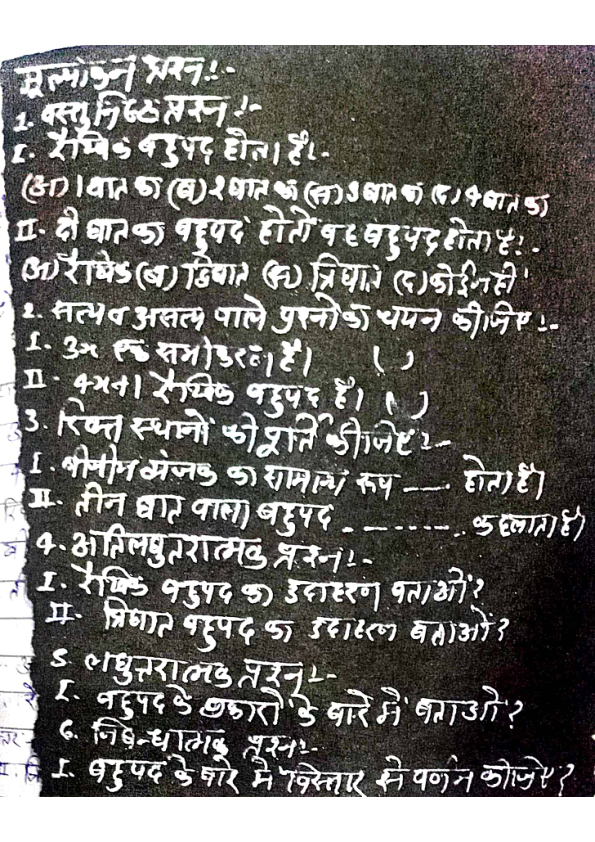 मूल्यांकन प्रश्न:-
1. वस्तुनिष्ठ प्रश्न:-
I. रैखिक बहुपद होता है:-
(अ) 1 घात का (ब) 2 घात का (स) 3 घात का (द) 4 घात का
II. दो घात का बहुपद होतो वह बहुपद होता है:-
(अ) रैखिक (ब) द्विघात (स) त्रिघात (द) कोई नहीं
2. सत्य व असत्य वाले प्रश्नो का चयन कीजिए:-
I. 3x एक समीकरण है। ( )
II. 4x+1 रैखिक बहुपद है। ( )
3. रिक्त स्थानों की पूर्ति कीजिए:-
I. बीजीय व्यंजक का सामान्य रूप ---- होता है।
II. तीन घात वाला बहुपद -------- कहलाता है।
4. अतिलघुतरात्मक प्रश्न:-
I. रैखिक बहुपद का उदाहरण बताओं?
II. त्रिघात बहुपद का उदाहरण बताओं?
5. लघुतरात्मक प्रश्न:-
I. बहुपद के प्रकारों के बारे में बताओ?
6. निबन्धात्मक प्रश्न:-
I. बहुपद के बारे में विस्तार से वर्णन कीजिए?